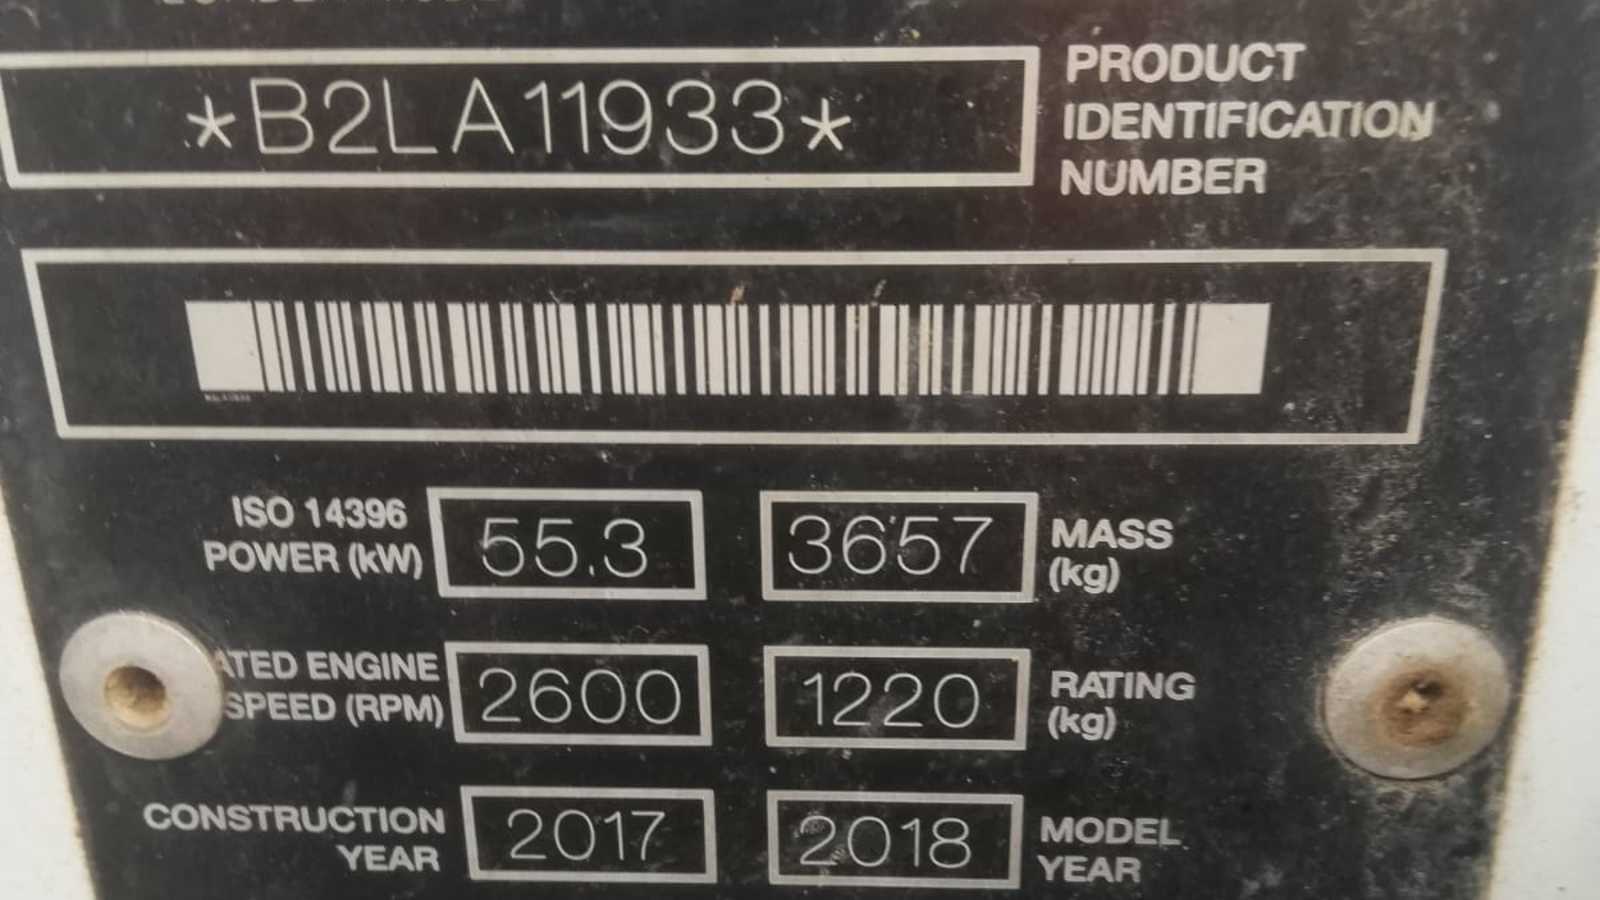 *B2LA11933*
PRODUCT
IDENTIFICATION
NUMBER
ISO 14396
POWER (kW)
55.3
3657
MASS
(kg)
ATED ENGINE
SPEED (RPM)
2600
1220
RATING
(kg)
CONSTRUCTION
YEAR
2017
2018
MODEL
YEAR